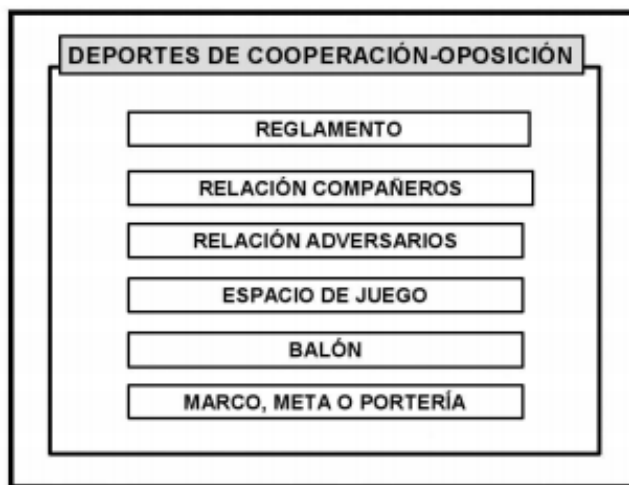 DEPORTES DE COOPERACIÓN-OPOSICIÓN
REGLAMENTO
RELACIÓN COMPAÑEROS
RELACIÓN ADVERSARIOS
ESPACIO DE JUEGO
BALÓN
MARCO, META O PORTERÍA